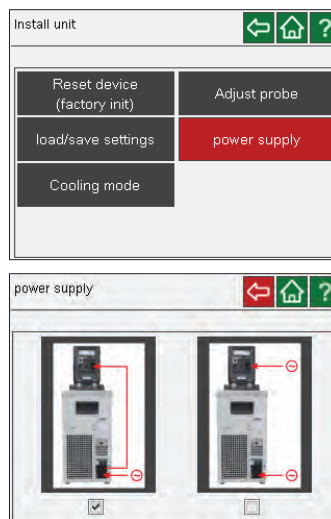 Install unit
?
Reset device
(factory init)
Adjust probe
load/save settings
power supply
Cooling mode
power supply
?
~
~
~